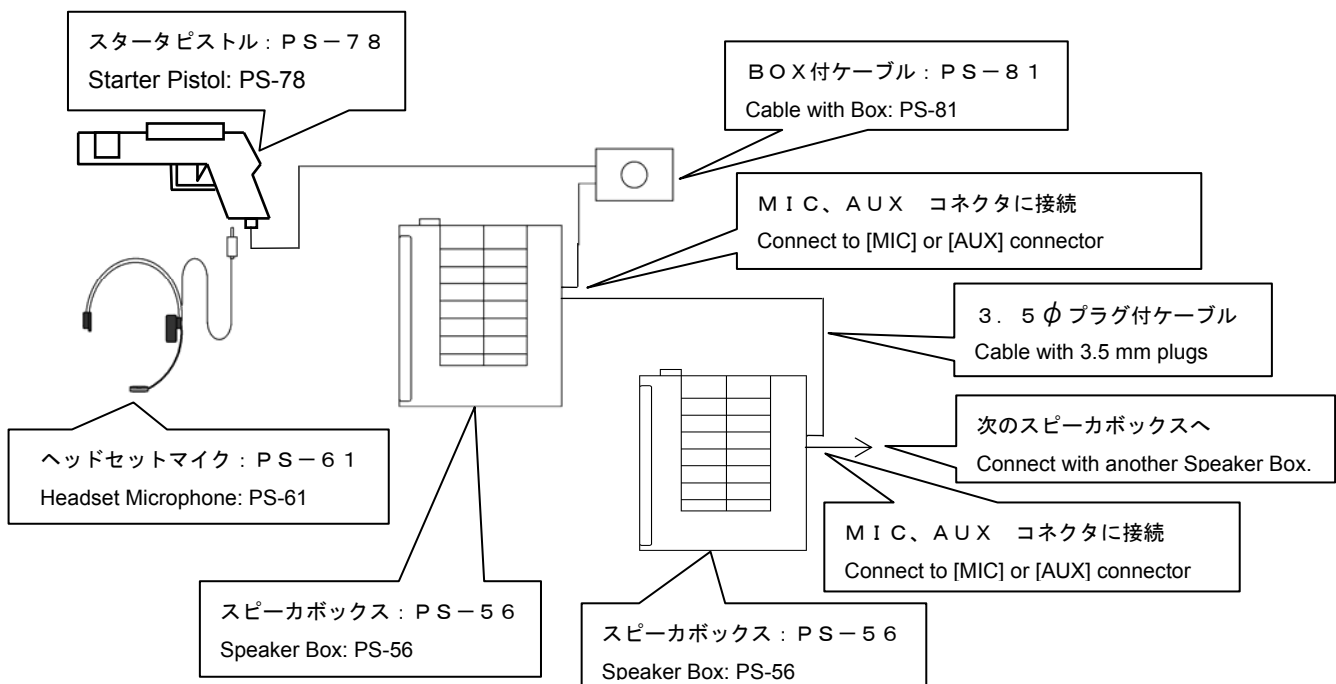 スタータピストル：ＰＳ－７８
Starter Pistol: PS-78
ＢＯＸ付ケーブル：ＰＳ－８１
Cable with Box: PS-81
ＭＩＣ、ＡＵＸ　コネクタに接続
Connect to [MIC] or [AUX] connector
３．５φプラグ付ケーブル
Cable with 3.5 mm plugs
次のスピーカボックスへ
Connect with another Speaker Box.
ヘッドセットマイク：ＰＳ－６１
Headset Microphone: PS-61
ＭＩＣ、ＡＵＸ　コネクタに接続
Connect to [MIC] or [AUX] connector
スピーカボックス：ＰＳ－５６
Speaker Box: PS-56
スピーカボックス：ＰＳ－５６
Speaker Box: PS-56